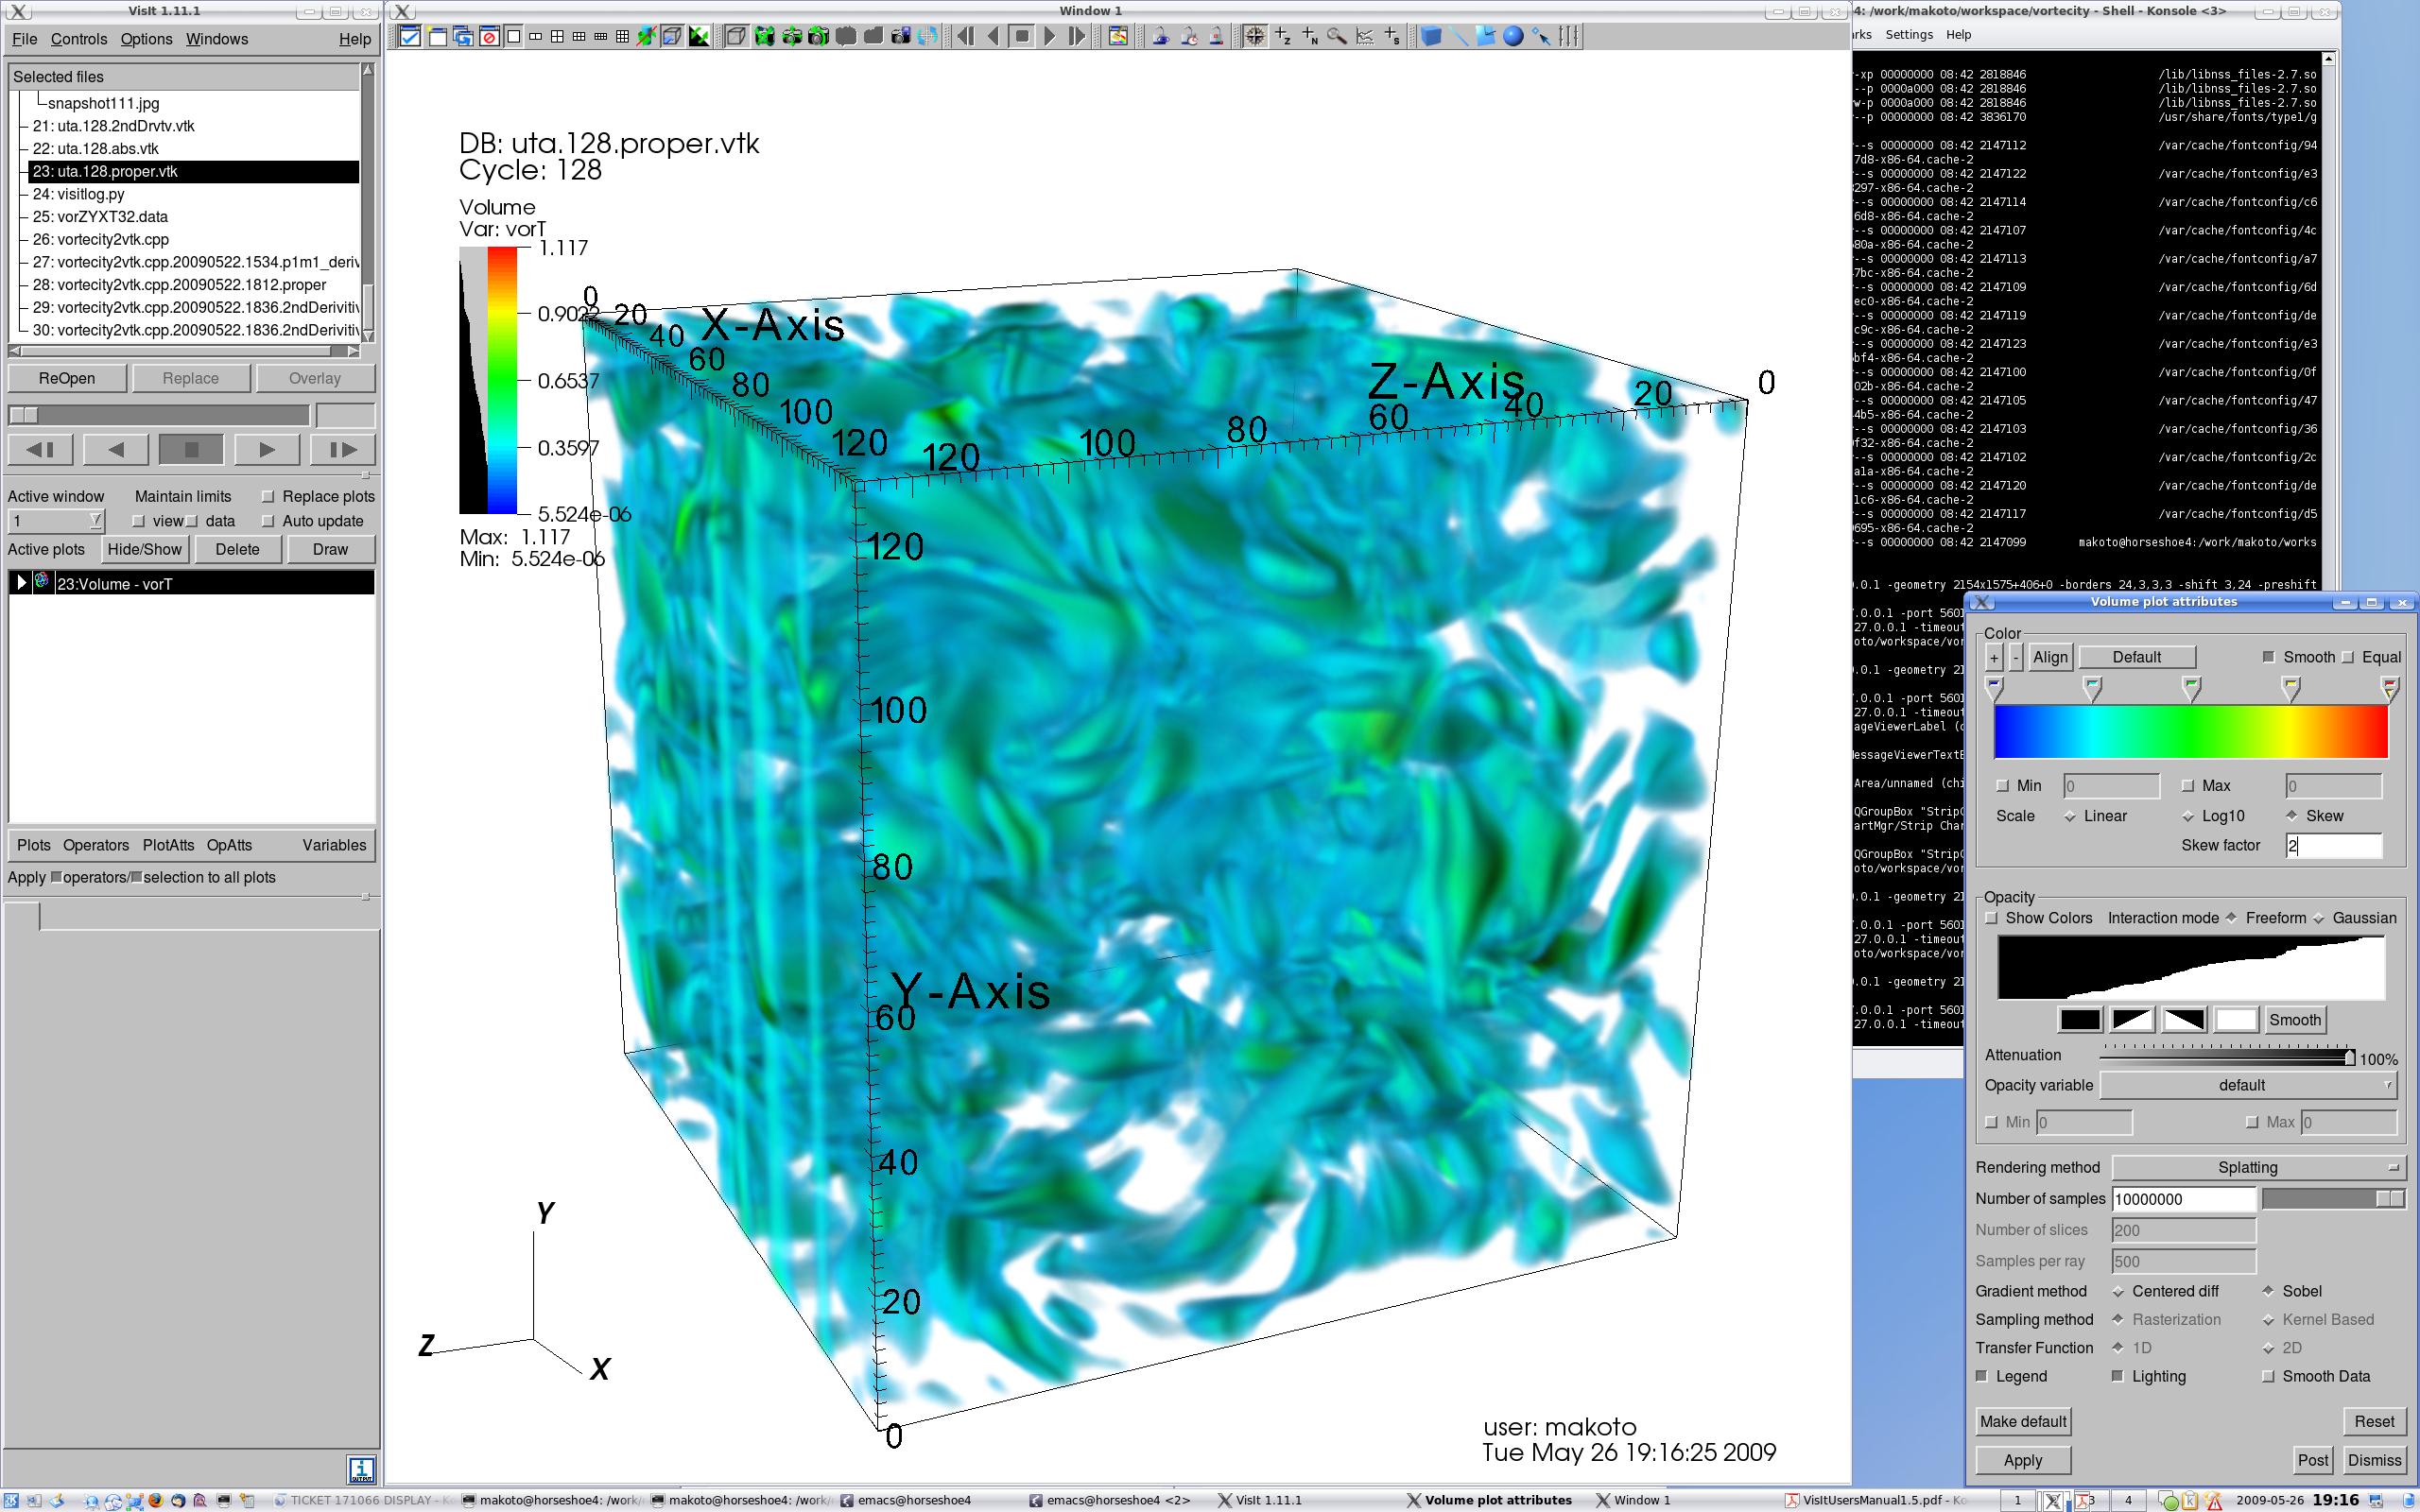 VisIt 1.11.1
File Controls Options Windows Help
Selected files
snapshot111.jpg
21: uta.128.2ndDrvtv.vtk
22: uta.128.abs.vtk
23: uta.128.proper.vtk
24: visitlog.py
25: vorZYXT32.data
26: vortecity2vtk.cpp
27: vortecity2vtk.cpp.20090522.1534.p1m1_deriv
28: vortecity2vtk.cpp.20090522.1812.proper
29: vortecity2vtk.cpp.20090522.1836.2ndDerivitiv
30: vortecity2vtk.cpp.20090522.1836.2ndDerivitiv
ReOpen Replace Overlay
Active window Maintain limits Replace plots
1 view data Auto update
Active plots Hide/Show Delete Draw
23:Volume - vorT
Plots Operators PlotAtts OpAtts Variables
Apply operators/ selection to all plots
Window 1
DB: uta.128.proper.vtk
Cycle: 128
Volume
Var: vorT
1.117
0.9022
0.6537
0.3597
5.524e-06
Max: 1.117
Min: 5.524e-06
0 20 40 60 80 100 120
X-Axis
Z-Axis
120 100 80 60 40 20 0
120
100
80
Y-Axis
60
40
20
0
Y
Z
X
user: makoto
Tue May 26 19:16:25 2009
4: /work/makoto/workspace/vortecity - Shell - Konsole <3>
rks Settings Help
-xp 00000000 08:42 2818846 /lib/libnss_files-2.7.so
--p 0000a000 08:42 2818846 /lib/libnss_files-2.7.so
w-p 0000a000 08:42 2818846 /lib/libnss_files-2.7.so
--p 00000000 08:42 3836170 /usr/share/fonts/type1/g
--s 00000000 08:42 2147112 /var/cache/fontconfig/94
7d8-x86-64.cache-2
--s 00000000 08:42 2147122 /var/cache/fontconfig/e3
297-x86-64.cache-2
--s 00000000 08:42 2147114 /var/cache/fontconfig/c6
6d8-x86-64.cache-2
--s 00000000 08:42 2147107 /var/cache/fontconfig/4c
80a-x86-64.cache-2
--s 00000000 08:42 2147113 /var/cache/fontconfig/a7
7bc-x86-64.cache-2
--s 00000000 08:42 2147109 /var/cache/fontconfig/6d
ec0-x86-64.cache-2
--s 00000000 08:42 2147119 /var/cache/fontconfig/de
c9c-x86-64.cache-2
--s 00000000 08:42 2147123 /var/cache/fontconfig/e3
bf4-x86-64.cache-2
--s 00000000 08:42 2147100 /var/cache/fontconfig/0f
02b-x86-64.cache-2
--s 00000000 08:42 2147105 /var/cache/fontconfig/47
4b5-x86-64.cache-2
--s 00000000 08:42 2147103 /var/cache/fontconfig/36
0f32-x86-64.cache-2
--s 00000000 08:42 2147102 /var/cache/fontconfig/2c
a1a-x86-64.cache-2
--s 00000000 08:42 2147120 /var/cache/fontconfig/de
1c6-x86-64.cache-2
--s 00000000 08:42 2147117 /var/cache/fontconfig/d5
9695-x86-64.cache-2
--s 00000000 08:42 2147099 makoto@horseshoe4:/work/makoto/works
.0.1 -geometry 2154x1575+406+0 -borders 24,3,3,3 -shift 3,24 -preshift
Volume plot attributes
Color
+ - Align Default Smooth Equal
Min 0 Max 0
Scale Linear Log10 Skew
Skew factor 2
Opacity
Show Colors Interaction mode Freeform Gaussian
Smooth
Attenuation 100%
Opacity variable default
Min 0 Max 0
Rendering method Splatting
Number of samples 10000000
Number of slices 200
Samples per ray 500
Gradient method Centered diff Sobel
Sampling method Rasterization Kernel Based
Transfer Function 1D 2D
Legend Lighting Smooth Data
Make default Reset
Apply Post Dismiss
TICKET 171066 DISPLAY - K makoto@horseshoe4: /work/ makoto@horseshoe4: /work/ emacs@horseshoe4 emacs@horseshoe4 <2> VisIt 1.11.1 Volume plot attributes Window 1 VisItUsersManual1.5.pdf - 1 3 4 2009-05-26 19:16